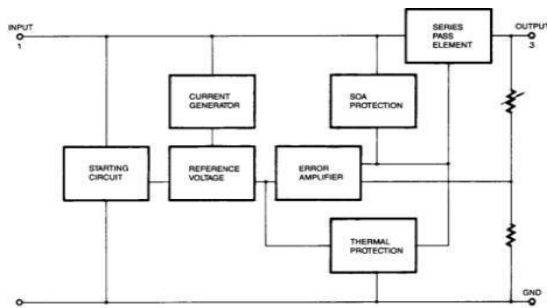 INPUT
1
SERIES
PASS
ELEMENT
OUTPUT
3
CURRENT
GENERATOR
SOA
PROTECTION
STARTING
CIRCUIT
REFERENCE
VOLTAGE
ERROR
AMPLIFIER
THERMAL
PROTECTION
GND